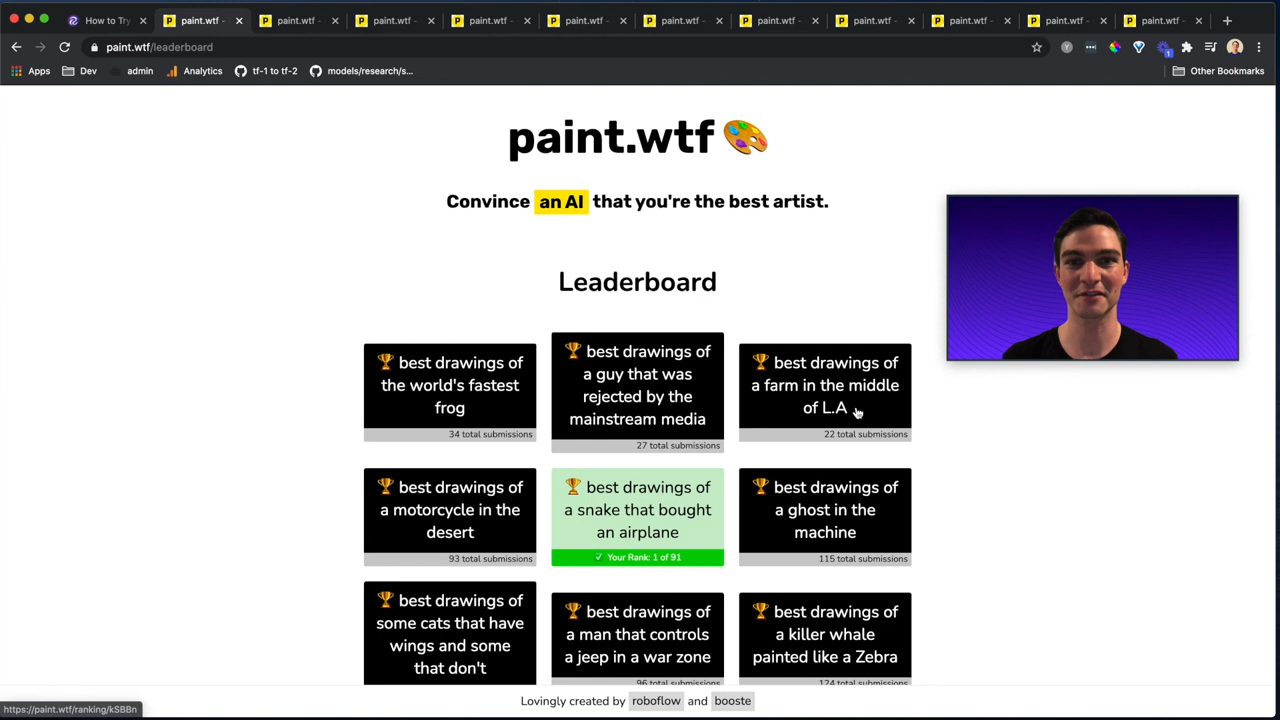 How to Try
paint.wtf -
paint.wtf -
paint.wtf -
paint.wtf -
paint.wtf -
paint.wtf -
paint.wtf -
paint.wtf -
paint.wtf -
paint.wtf -
paint.wtf -
paint.wtf/leaderboard
Apps
Dev
admin
Analytics
tf-1 to tf-2
models/research/s...
Other Bookmarks
paint.wtf
Convince an AI that you're the best artist.
Leaderboard
best drawings of
the world's fastest
frog
34 total submissions
best drawings of
a guy that was
rejected by the
mainstream media
27 total submissions
best drawings of
a farm in the middle
of L.A
22 total submissions
best drawings of
a motorcycle in the
desert
93 total submissions
best drawings of
a snake that bought
an airplane
Your Rank: 1 of 91
best drawings of
a ghost in the
machine
115 total submissions
best drawings of
some cats that have
wings and some
that don't
best drawings of
a man that controls
a jeep in a war zone
96 total submissions
best drawings of
a killer whale
painted like a Zebra
124 total submissions
Lovingly created by roboflow and booste
https://paint.wtf/ranking/kSBBn